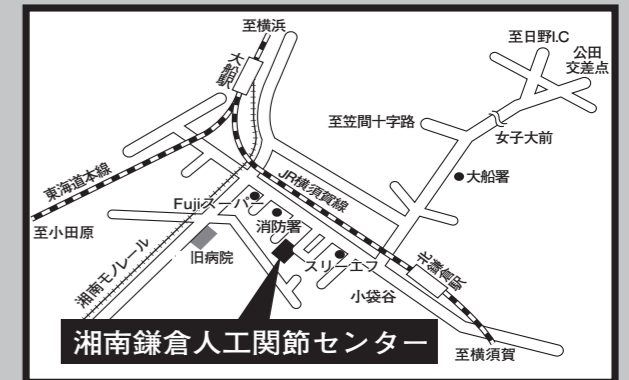 至横浜
大船駅
至日野I.C
公田
交差点
至笠間十字路
女子大前
大船署
東海道本線
JR横須賀線
Fujiスーパー
消防署
至小田原
旧病院
スリーエフ
北鎌倉駅
湘南モノレール
小袋谷
湘南鎌倉人工関節センター
至横須賀